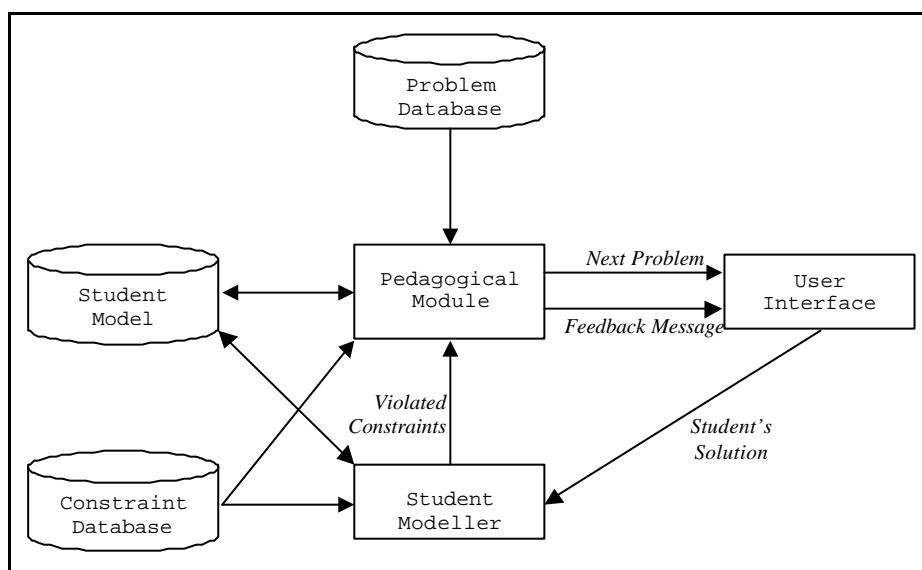 Problem
Database
Student
Model
Pedagogical
Module
Next Problem
Feedback Message
User
Interface
Violated
Constraints
Student's
Solution
Constraint
Database
Student
Modeller